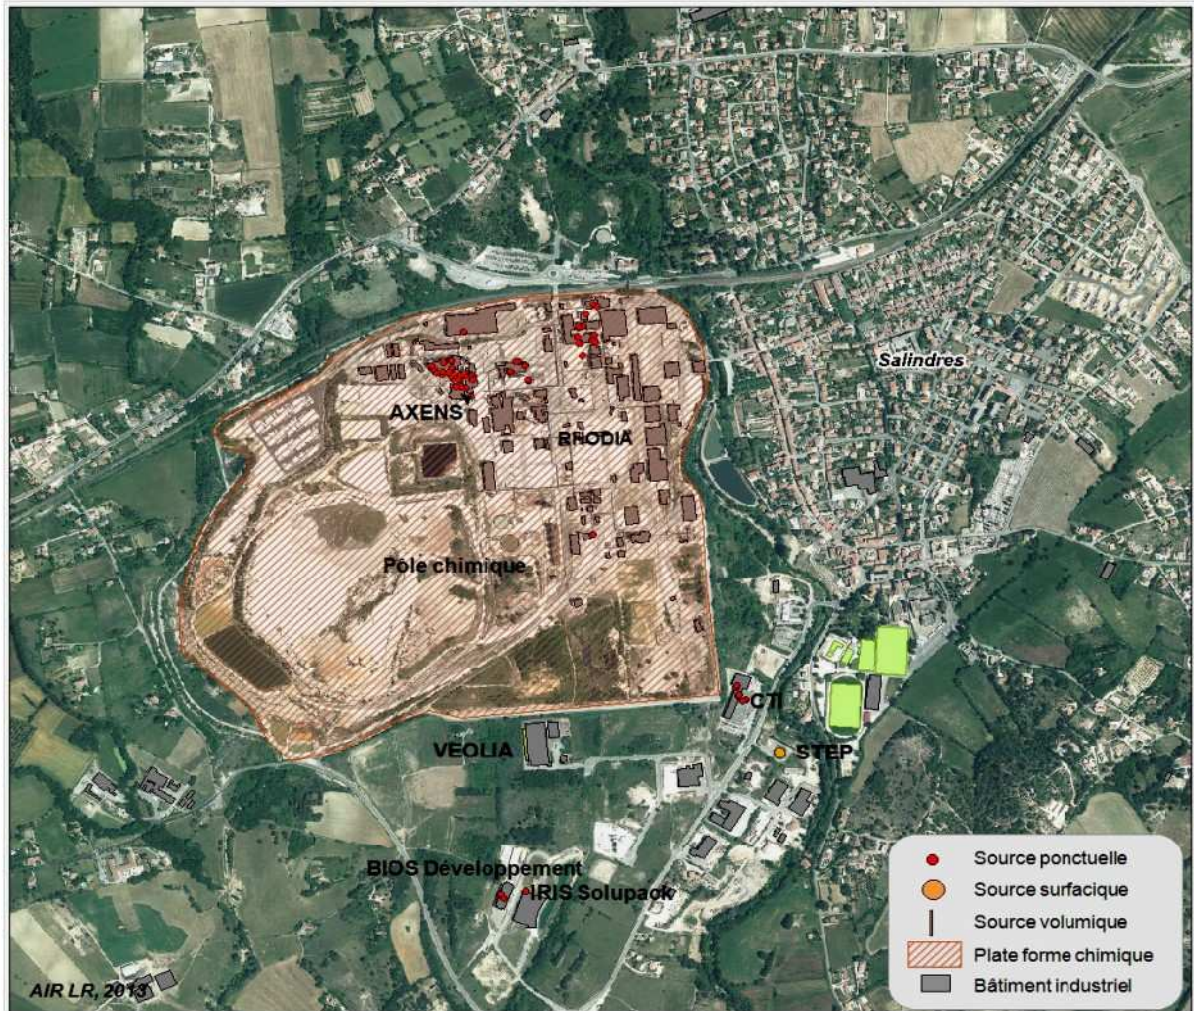 Salindres
AXENS
RHODIA
Pôle chimique
CTI
VEOLIA
STEP
BIOS Développement
IRIS Solupack
Source ponctuelle
Source surfacique
Source volumique
Plate forme chimique
Bâtiment industriel
AIR LR, 2013